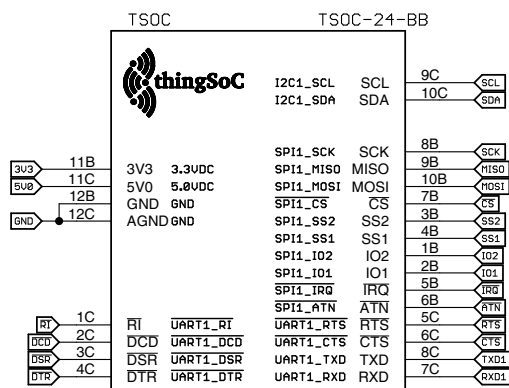 TSOC TSOC-24-BB
thingSoC
I2C1_SCL SCL 9C SCL
I2C1_SDA SDA 10C SDA
SPI1_SCK SCK 8B SCK
3V3 11B 3V3 3.3VDC SPI1_MISO MISO 9B MISO
5V0 11C 5V0 5.0VDC SPI1_MOSI MOSI 10B MOSI
12B GND GND SPI1_CS CS 7B CS
GND 12C AGND GND SPI1_SS2 SS2 3B SS2
SPI1_SS1 SS1 4B SS1
SPI1_IO2 IO2 1B IO2
SPI1_IO1 IO1 2B IO1
SPI1_IRQ IRQ 5B IRQ
SPI1_ATN ATN 6B ATN
RI 1C RI UART1_RI UART1_RTS RTS 5C RTS
DCD 2C DCD UART1_DCD UART1_CTS CTS 6C CTS
DSR 3C DSR UART1_DSR UART1_TXD TXD 8C TXD1
DTR 4C DTR UART1_DTR UART1_RXD RXD 7C RXD1